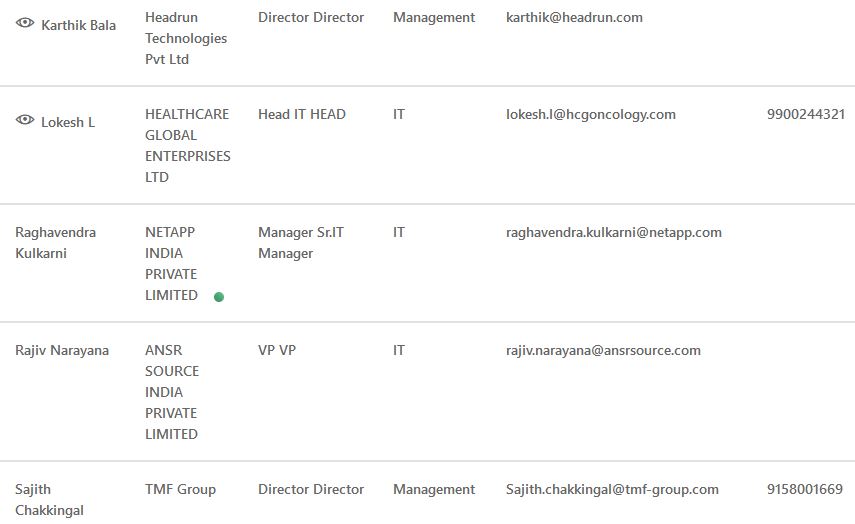 Karthik Bala Headrun Director Director Management karthik@headrun.com
Technologies
Pvt Ltd
Lokesh L HEALTHCARE Head IT HEAD IT lokesh.l@hcgoncology.com 9900244321
GLOBAL
ENTERPRISES
LTD
Raghavendra NETAPP Manager Sr.IT IT raghavendra.kulkarni@netapp.com
Kulkarni INDIA Manager
PRIVATE
LIMITED
Rajiv Narayana ANSR VP VP IT rajiv.narayana@ansrsource.com
SOURCE
INDIA
PRIVATE
LIMITED
Sajith TMF Group Director Director Management Sajith.chakkingal@tmf-group.com 9158001669
Chakkingal